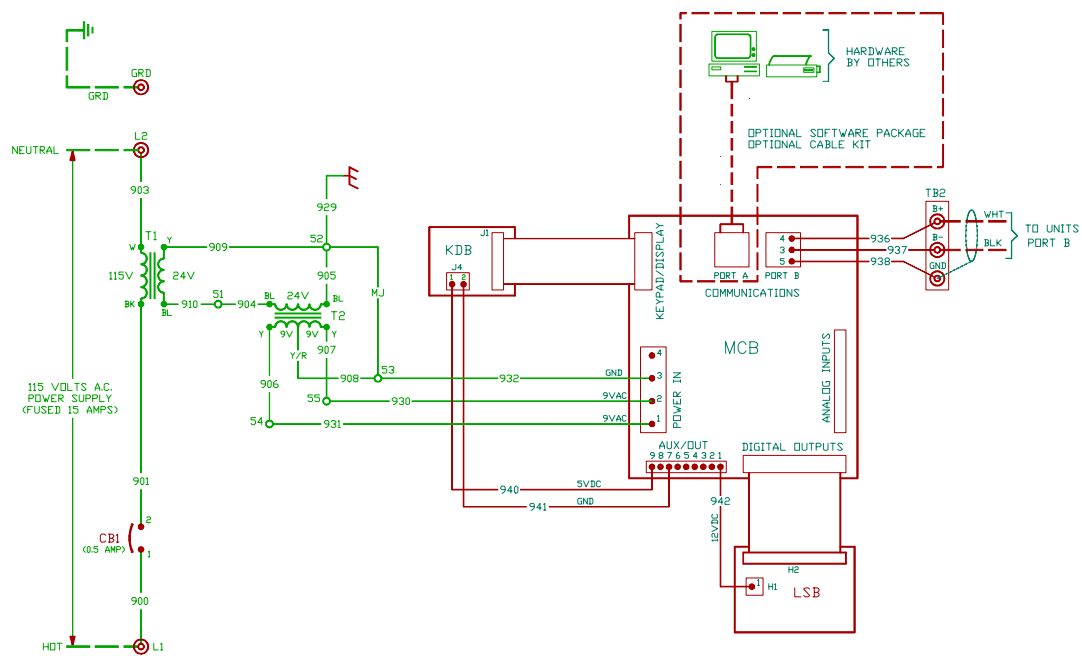 GRD
GRD
HARDWARE
BY OTHERS
OPTIONAL SOFTWARE PACKAGE
OPTIONAL CABLE KIT
L2
NEUTRAL
903
929
TB2
B+
WHT
B-
BLK
GND
TO UNITS
PORT B
936
937
938
T1
W
Y
909
52
115V
24V
BK
BL
910
51
904
BL
24V
BL
905
MJ
T2
Y
9V
9V
Y
Y/R
907
906
908
53
932
55
930
54
931
J1
KDB
J4
1 2
KEYPAD/DISPLAY
PORT A
4
3
5
PORT B
COMMUNICATIONS
MCB
ANALOG INPUTS
GND
9VAC
9VAC
4
3
2
1
POWER IN
AUX/OUT
9 8 7 6 5 4 3 2 1
DIGITAL OUTPUTS
115 VOLTS A.C.
POWER SUPPLY
(FUSED 15 AMPS)
901
2
CB1
(0.5 AMP)
1
900
HOT
L1
940
5VDC
941
GND
942
12VDC
H2
1
H1
LSB